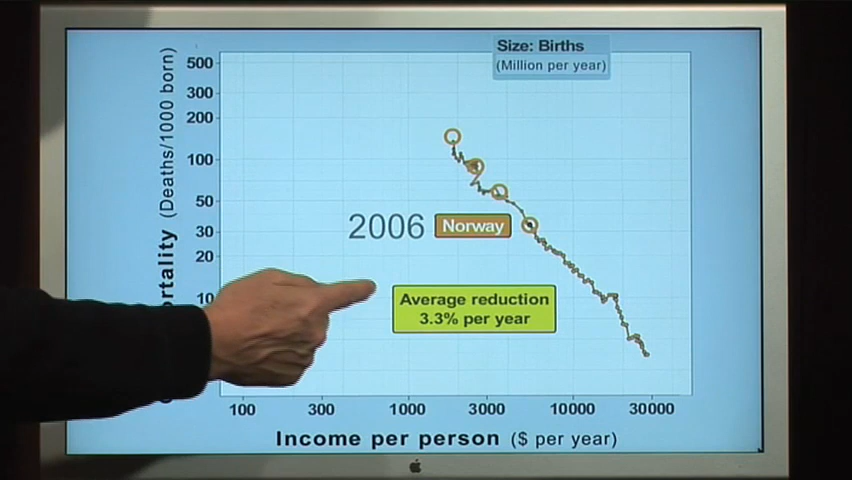 Size: Births
(Million per year)
500
300
200
100
50
30
20
10
(Deaths/1000 born)
2006
Norway
Average reduction
3.3% per year
100
300
1000
3000
10000
30000
Income per person ($ per year)